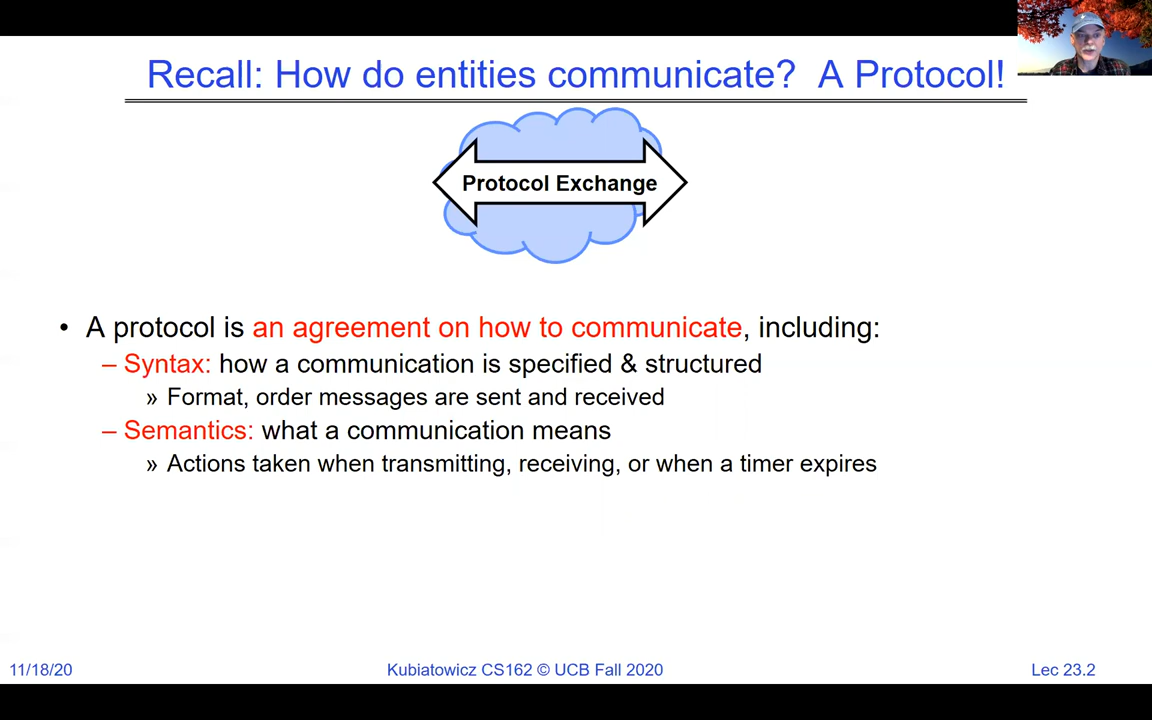 Recall: How do entities communicate?  A Protocol!
Protocol Exchange
• A protocol is an agreement on how to communicate, including:
– Syntax: how a communication is specified & structured
» Format, order messages are sent and received
– Semantics: what a communication means
» Actions taken when transmitting, receiving, or when a timer expires
11/18/20
Kubiatowicz CS162 © UCB Fall 2020
Lec 23.2